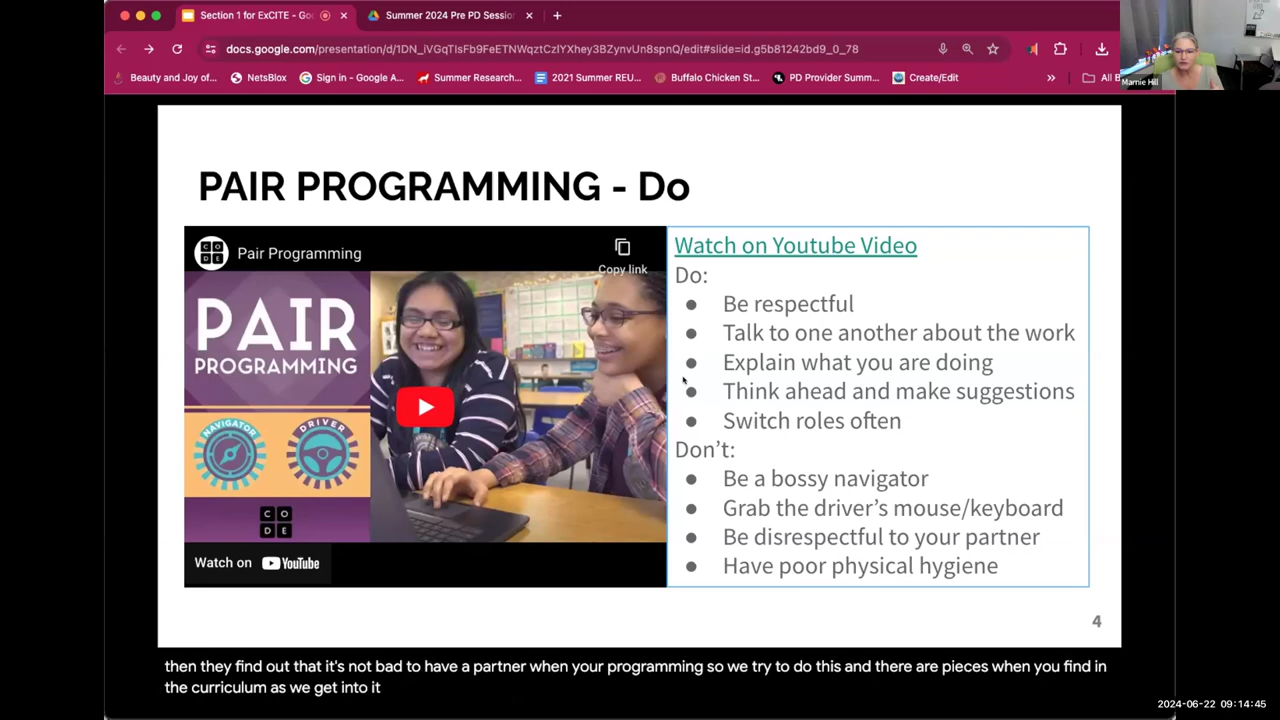 Section 1 for ExCITE - Goo
Summer 2024 Pre PD Session
docs.google.com/presentation/d/1DN_iVGqTIsFb9FeETNWqztCzIYXhey3BZynvUn8spnQ/edit#slide=id.g5b81242bd9_0_78
Beauty and Joy of...
NetsBlox
Sign in - Google A...
Summer Research...
2021 Summer REU...
Buffalo Chicken St...
PD Provider Summ...
Create/Edit
»
All B
Marnie Hill
PAIR PROGRAMMING - Do
CODE
Pair Programming
Copy link
PAIR
PROGRAMMING
NAVIGATOR
DRIVER
CO
DE
Watch on YouTube
Watch on Youtube Video
Do:
● Be respectful
● Talk to one another about the work
● Explain what you are doing
● Think ahead and make suggestions
● Switch roles often
Don't:
● Be a bossy navigator
● Grab the driver's mouse/keyboard
● Be disrespectful to your partner
● Have poor physical hygiene
4
then they find out that it's not bad to have a partner when your programming so we try to do this and there are pieces when you find in
the curriculum as we get into it
2024-06-22 09:14:45